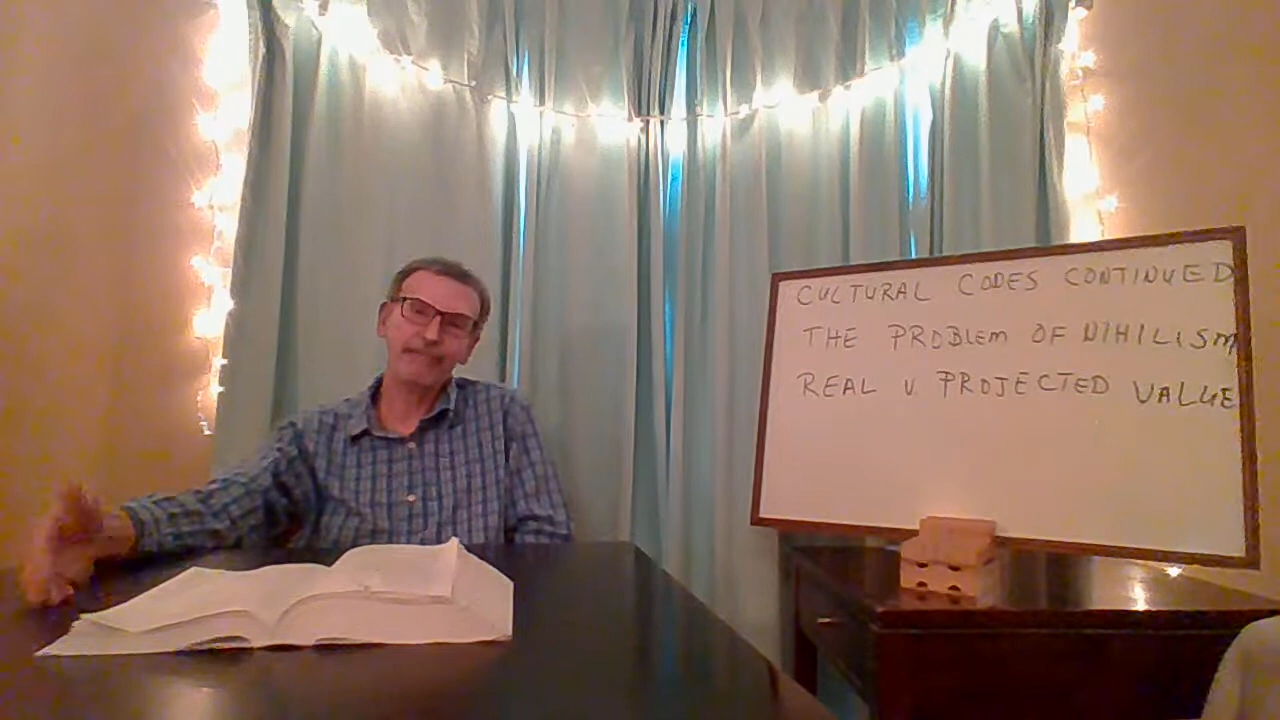 CULTURAL CODES CONTINUED
THE PROBLEM OF NIHILISM
REAL V. PROJECTED VALUE